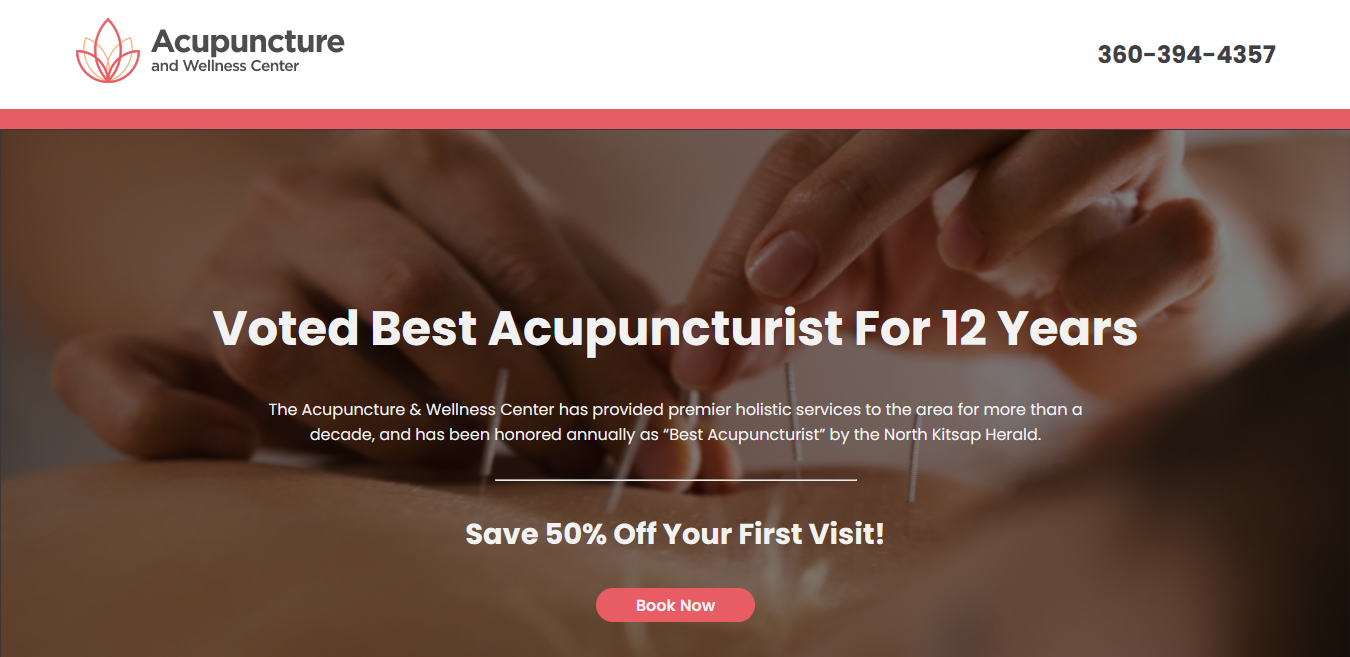 Acupuncture
and Wellness Center
360-394-4357
Voted Best Acupuncturist For 12 Years
The Acupuncture & Wellness Center has provided premier holistic services to the area for more than a
decade, and has been honored annually as “Best Acupuncturist” by the North Kitsap Herald.
Save 50% Off Your First Visit!
Book Now